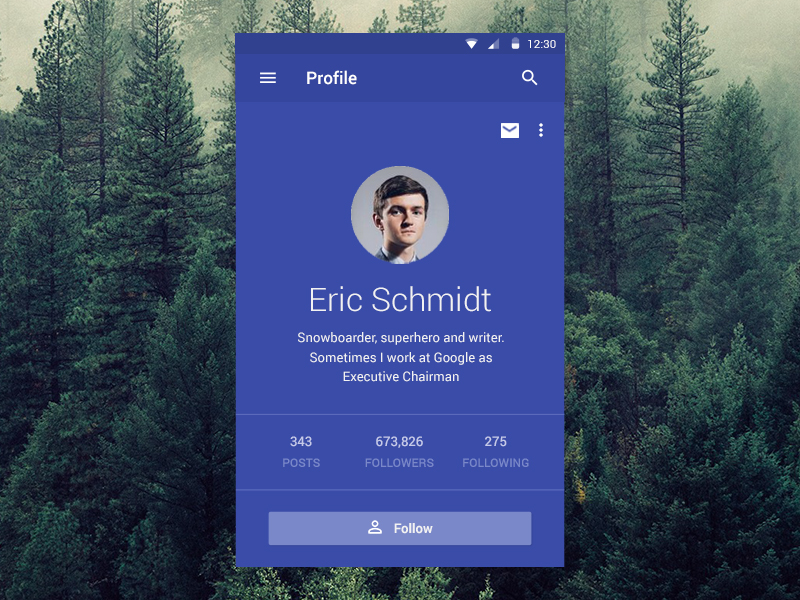 12:30
Profile
Eric Schmidt
Snowboarder, superhero and writer.
Sometimes I work at Google as
Executive Chairman
343 673,826 275
POSTS FOLLOWERS FOLLOWING
Follow